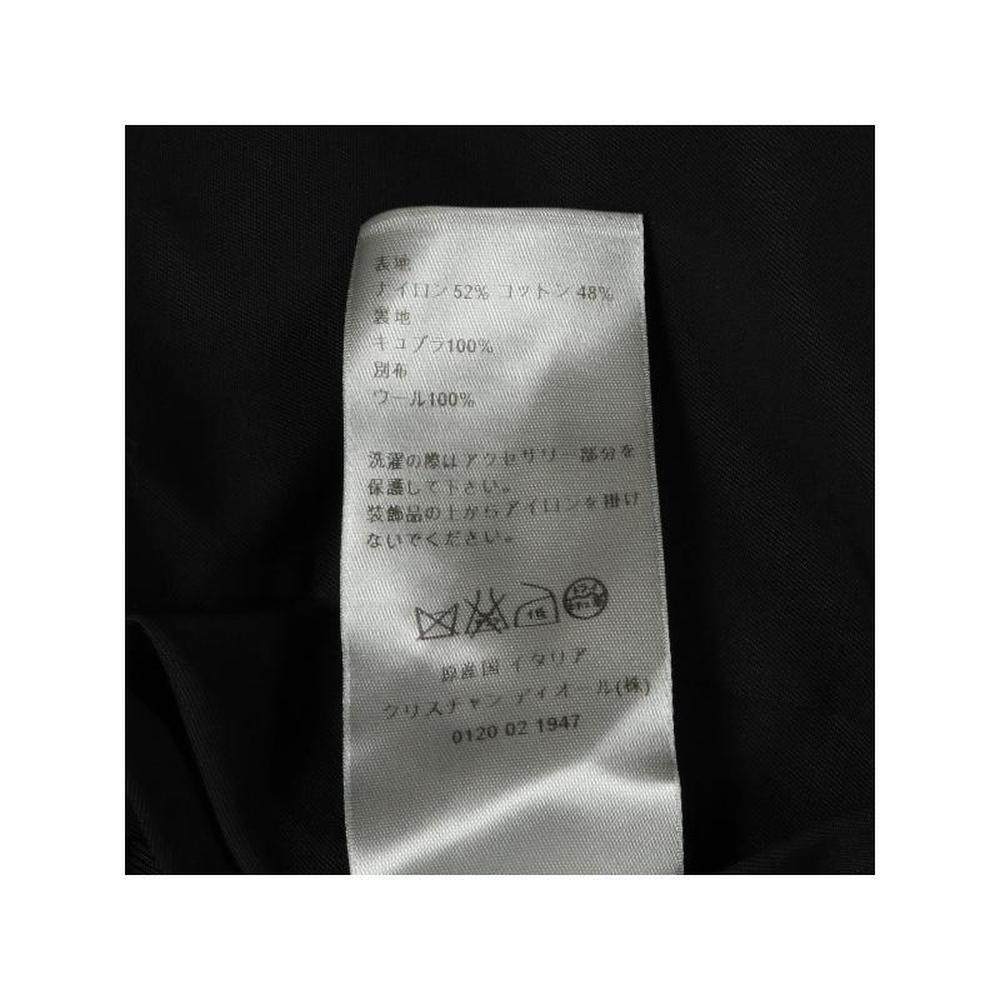 表地
ナイロン52% コットン48%
裏地
キュプラ100%
別布
ウール100%
洗濯の際はアクセサリー部分を
保護して下さい。
装飾品の上からアイロンを掛け
ないでください。
低
原産国 イタリア
クリスチャン ディオール(株)
0120 02 1947